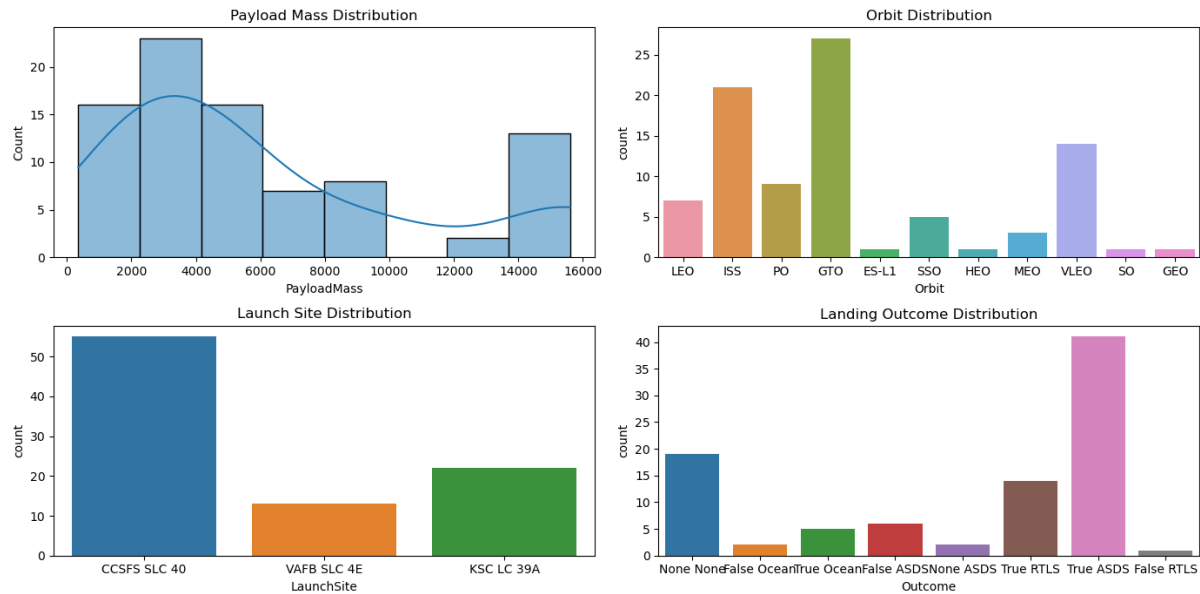 Payload Mass Distribution
Count
20
15
10
5
0
0 2000 4000 6000 8000 10000 12000 14000 16000
PayloadMass
Orbit Distribution
count
25
20
15
10
5
0
LEO ISS PO GTO ES-L1 SSO HEO MEO VLEO SO GEO
Orbit
Launch Site Distribution
count
50
40
30
20
10
0
CCSFS SLC 40 VAFB SLC 4E KSC LC 39A
LaunchSite
Landing Outcome Distribution
count
40
35
30
25
20
15
10
5
0
None None False Ocean True Ocean False ASDS None ASDS True RTLS True ASDS False RTLS
Outcome